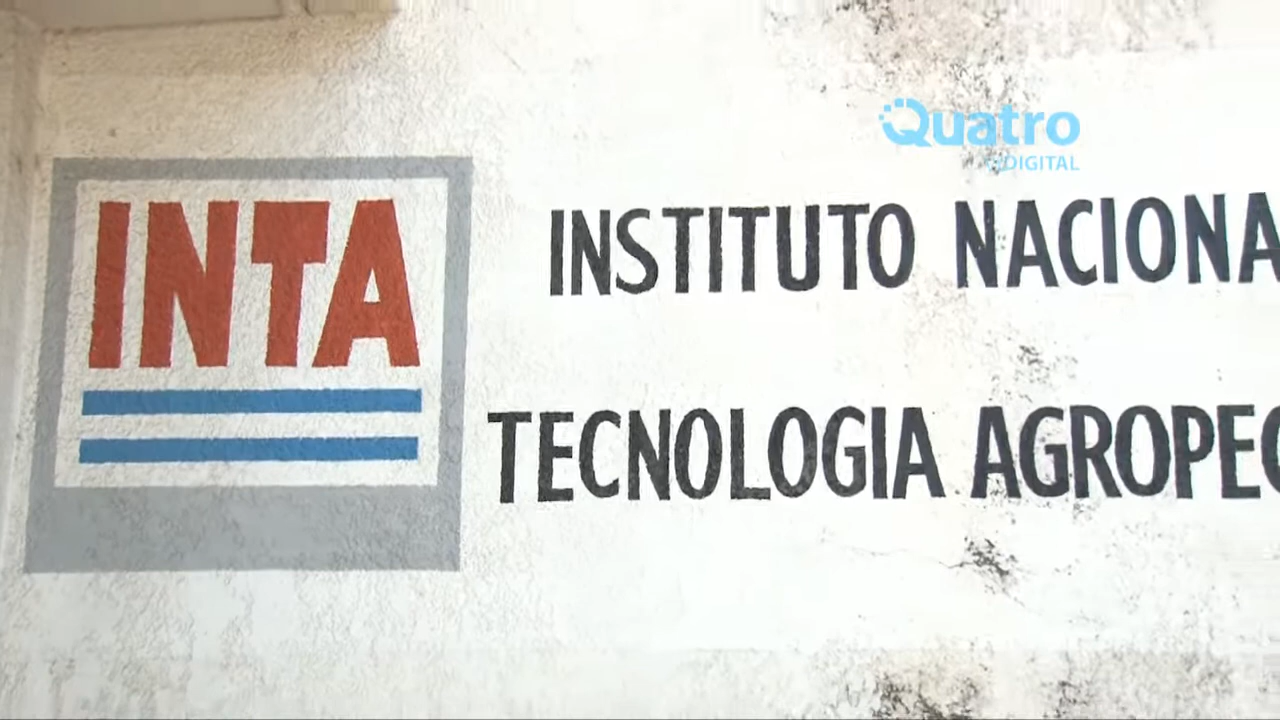 Quatro
DIGITAL
INTA
INSTITUTO NACIONA
TECNOLOGIA AGROPEC